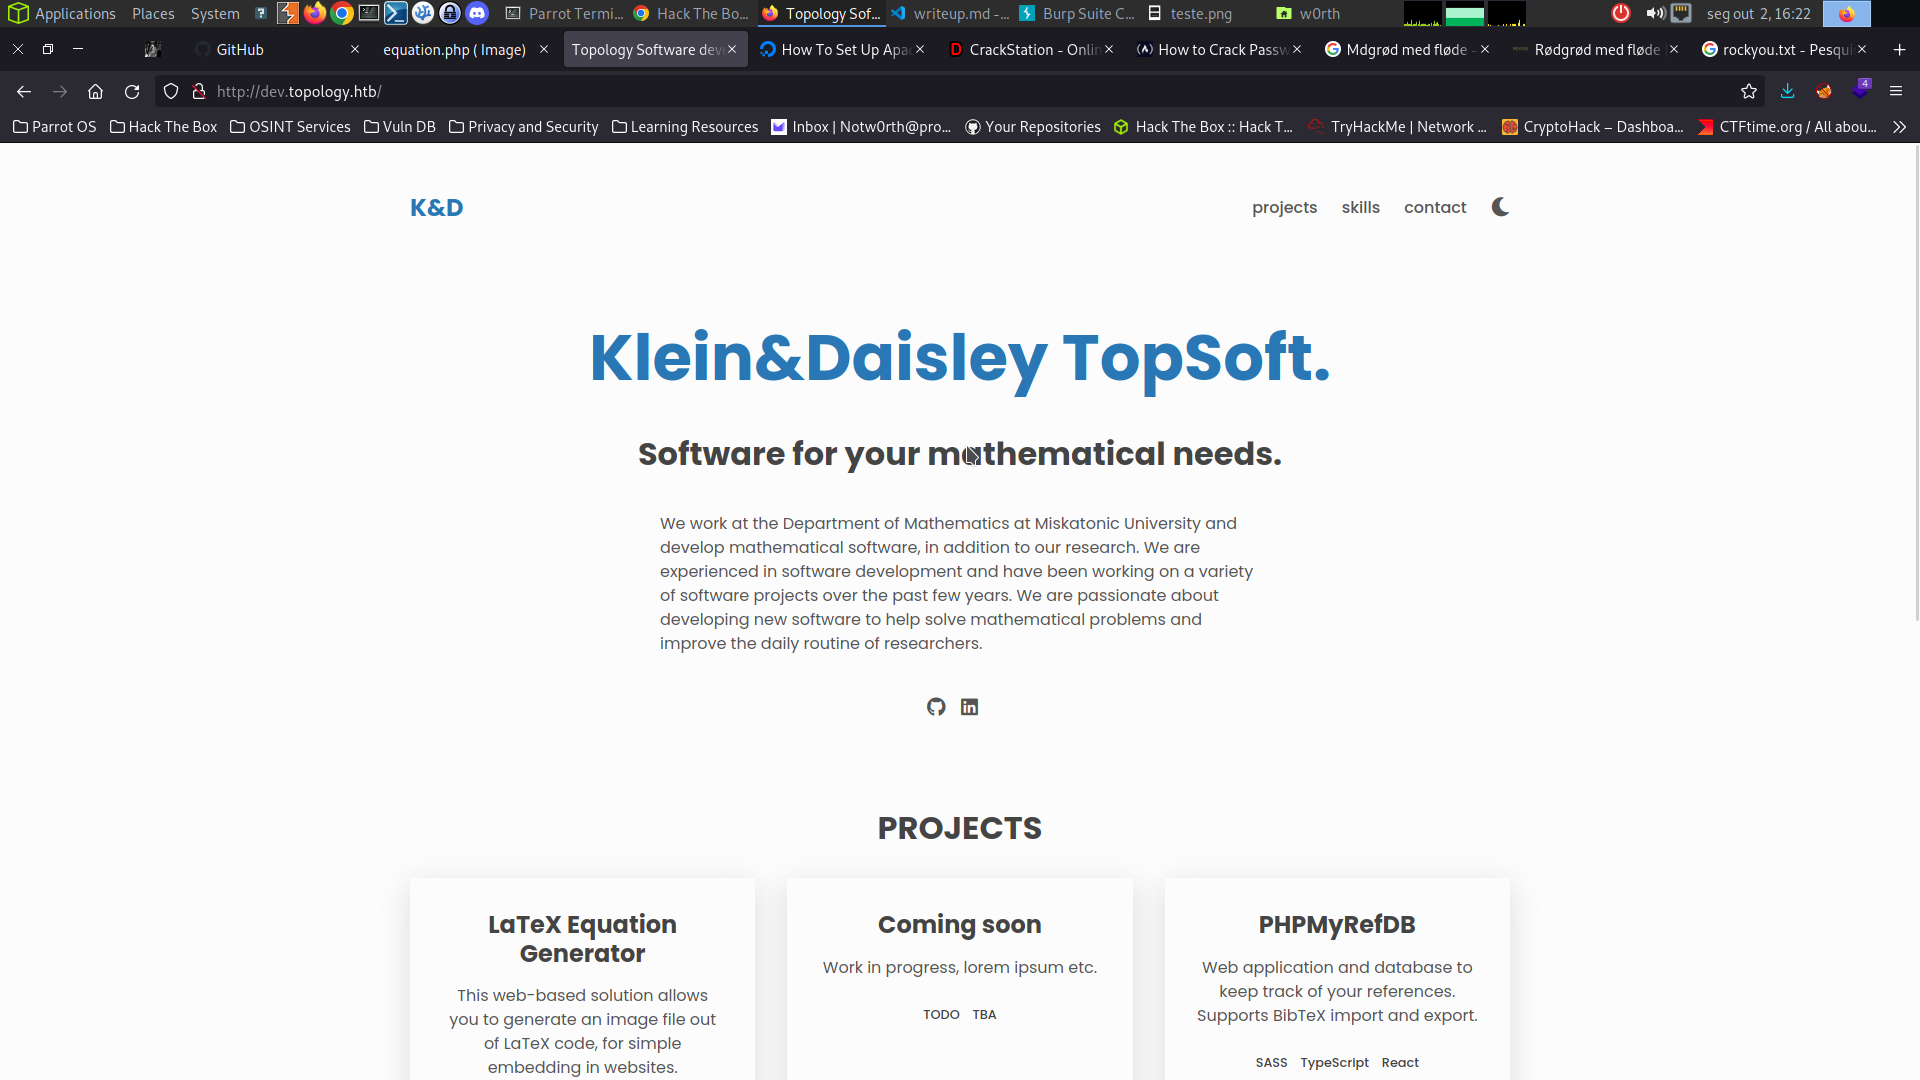 Applications Places System Parrot Termi... Hack The Bo... Topology Sof... writeup.md -... Burp Suite C... teste.png w0rth seg out 2, 16:22
GitHub equation.php ( Image) Topology Software dev How To Set Up Apac CrackStation - Onlin How to Crack Passw Mdgrød med fløde - Rødgrød med fløde rockyou.txt - Pesqui
http://dev.topology.htb/ 4
Parrot OS Hack The Box OSINT Services Vuln DB Privacy and Security Learning Resources Inbox | Notw0rth@pro... Your Repositories Hack The Box :: Hack T... TryHackMe | Network ... CryptoHack – Dashboa... CTFtime.org / All abou...
K&D projects skills contact
Klein&Daisley TopSoft.
Software for your mathematical needs.
We work at the Department of Mathematics at Miskatonic University and
develop mathematical software, in addition to our research. We are
experienced in software development and have been working on a variety
of software projects over the past few years. We are passionate about
developing new software to help solve mathematical problems and
improve the daily routine of researchers.
PROJECTS
LaTeX Equation
Generator
This web-based solution allows
you to generate an image file out
of LaTeX code, for simple
embedding in websites.
Coming soon
Work in progress, lorem ipsum etc.
TODO TBA
PHPMyRefDB
Web application and database to
keep track of your references.
Supports BibTeX import and export.
SASS TypeScript React